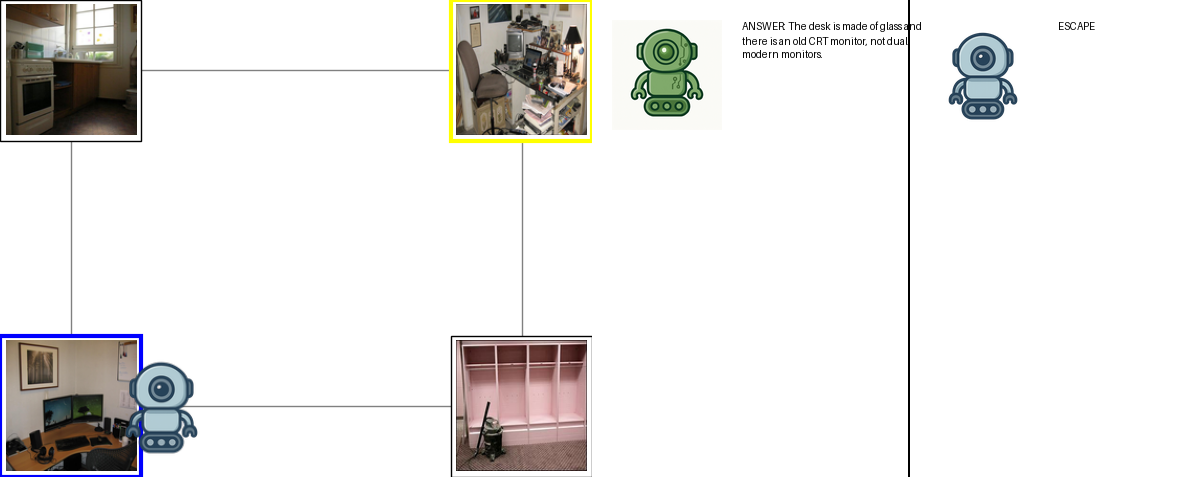 ANSWER: The desk is made of glass and
there is an old CRT monitor, not dual
modern monitors.
ESCAPE